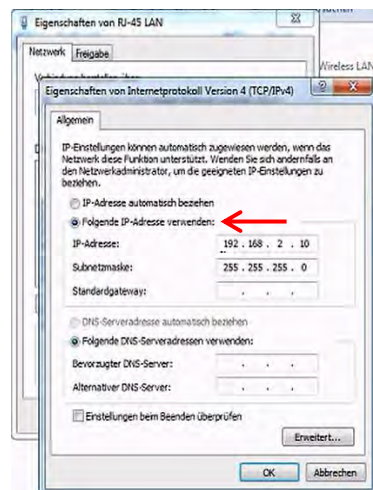 Eigenschaften von RJ-45 LAN
Netzwerk Freigabe
Wireless LAN
Eigenschaften von Internetprotokoll Version 4 (TCP/IPv4)
Allgemein
IP-Einstellungen können automatisch zugewiesen werden, wenn das
Netzwerk diese Funktion unterstützt. Wenden Sie sich andernfalls an
den Netzwerkadministrator, um die geeigneten IP-Einstellungen zu
beziehen.
IP-Adresse automatisch beziehen
Folgende IP-Adresse verwenden:
IP-Adresse: 192 . 168 . 2 . 10
Subnetzmaske: 255 . 255 . 255 . 0
Standardgateway: . . .
DNS-Serveradresse automatisch beziehen
Folgende DNS-Serveradressen verwenden:
Bevorzugter DNS-Server: . . .
Alternativer DNS-Server: . . .
Einstellungen beim Beenden überprüfen
Erweitert...
OK Abbrechen